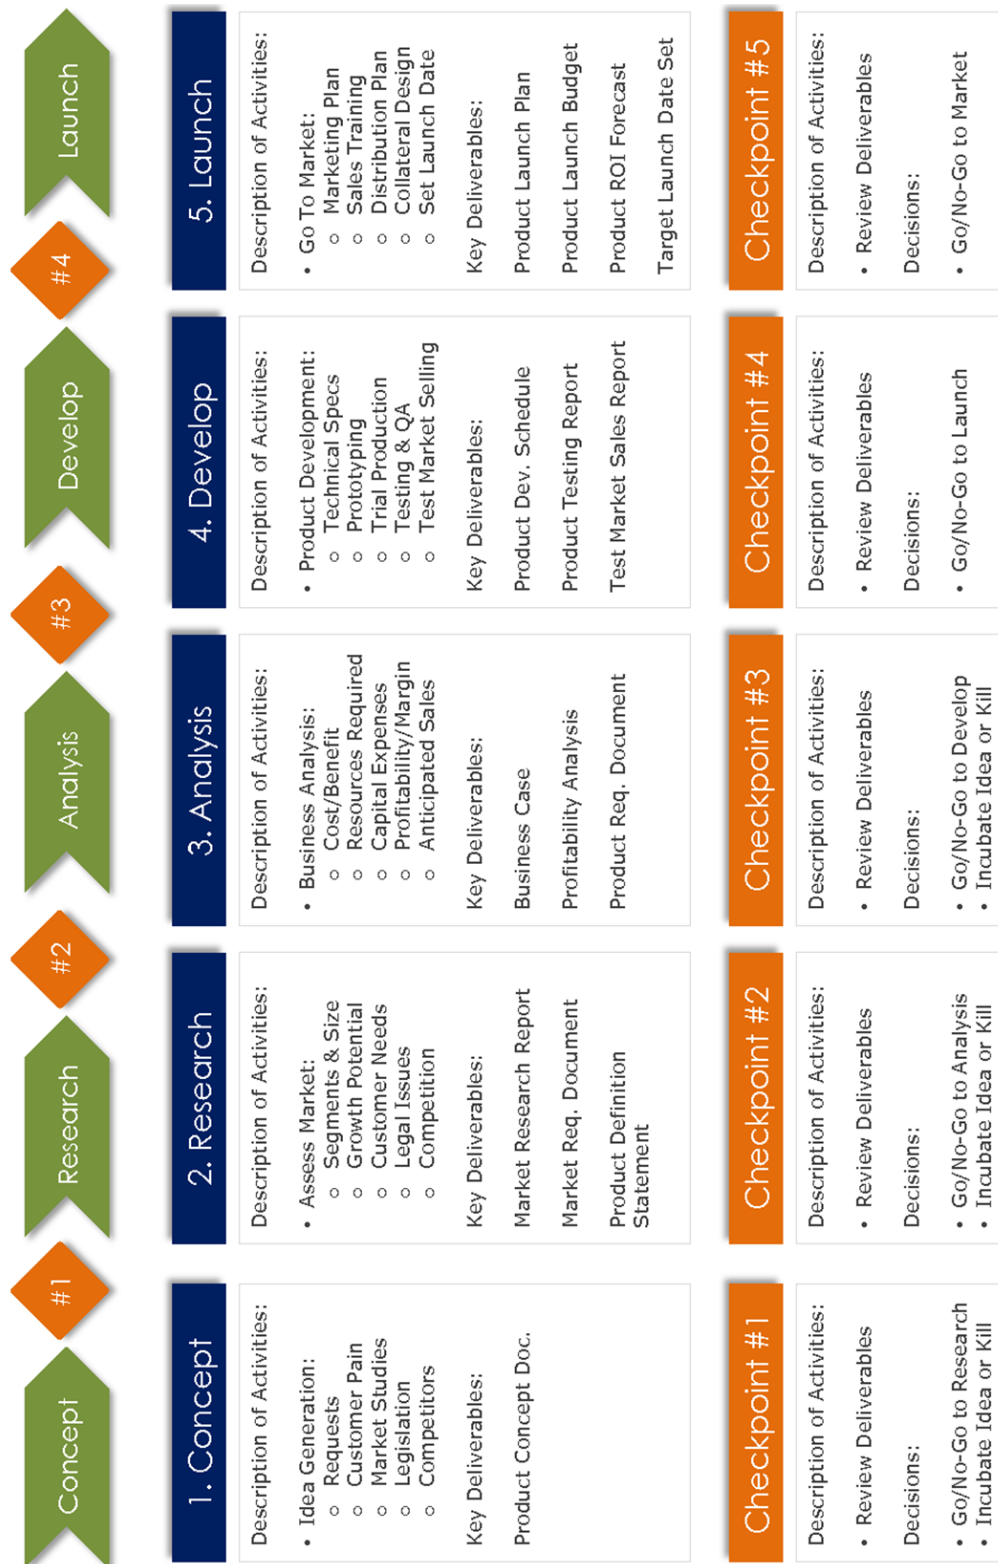 Concept
#1
Research
#2
Analysis
#3
Develop
#4
Launch
1. Concept
Description of Activities:
• Idea Generation:
○ Requests
○ Customer Pain
○ Market Studies
○ Legislation
○ Competitors
Key Deliverables:
Product Concept Doc.
2. Research
Description of Activities:
• Assess Market:
○ Segments & Size
○ Growth Potential
○ Customer Needs
○ Legal Issues
○ Competition
Key Deliverables:
Market Research Report
Market Req. Document
Product Definition
Statement
3. Analysis
Description of Activities:
• Business Analysis:
○ Cost/Benefit
○ Resources Required
○ Capital Expenses
○ Profitability/Margin
○ Anticipated Sales
Key Deliverables:
Business Case
Profitability Analysis
Product Req. Document
4. Develop
Description of Activities:
• Product Development:
○ Technical Specs
○ Prototyping
○ Trial Production
○ Testing & QA
○ Test Market Selling
Key Deliverables:
Product Dev. Schedule
Product Testing Report
Test Market Sales Report
5. Launch
Description of Activities:
• Go To Market:
○ Marketing Plan
○ Sales Training
○ Distribution Plan
○ Collateral Design
○ Set Launch Date
Key Deliverables:
Product Launch Plan
Product Launch Budget
Product ROI Forecast
Target Launch Date Set
Checkpoint #1
Description of Activities:
• Review Deliverables
Decisions:
• Go/No-Go to Research
• Incubate Idea or Kill
Checkpoint #2
Description of Activities:
• Review Deliverables
Decisions:
• Go/No-Go to Analysis
• Incubate Idea or Kill
Checkpoint #3
Description of Activities:
• Review Deliverables
Decisions:
• Go/No-Go to Develop
• Incubate Idea or Kill
Checkpoint #4
Description of Activities:
• Review Deliverables
Decisions:
• Go/No-Go to Launch
Checkpoint #5
Description of Activities:
• Review Deliverables
Decisions:
• Go/No-Go to Market